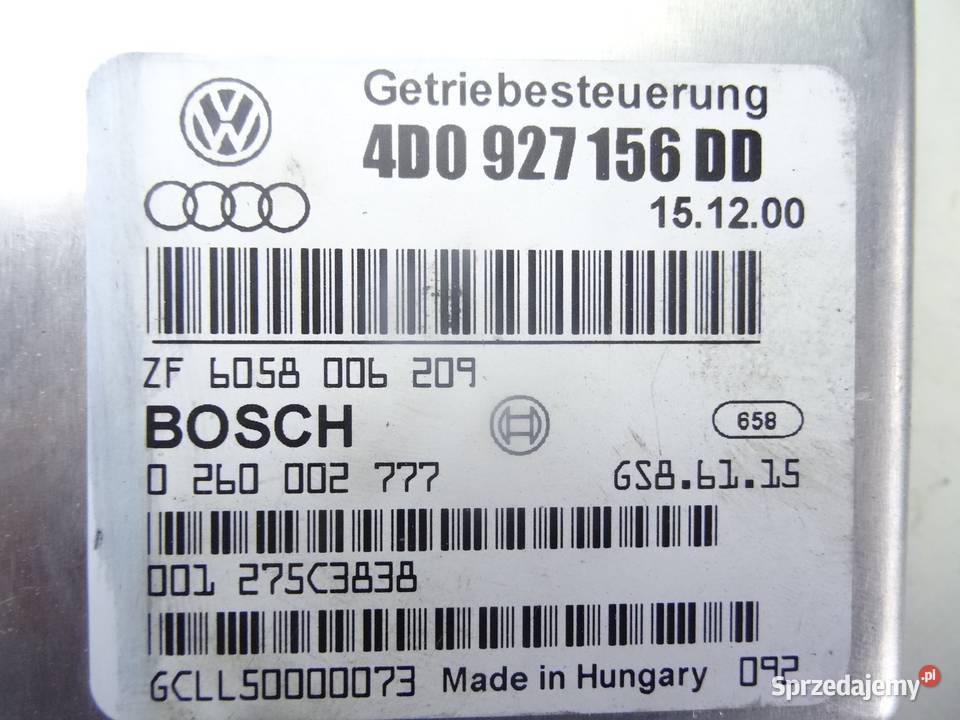 Getriebesteuerung
4D0 927 156 DD
15.12.00
ZF 6058 006 209
BOSCH
658
0 260 002 777 GS8.61.15
001 275C3838
GCLLS0000073 Made in Hungary 092
Sprzedajemy.pl